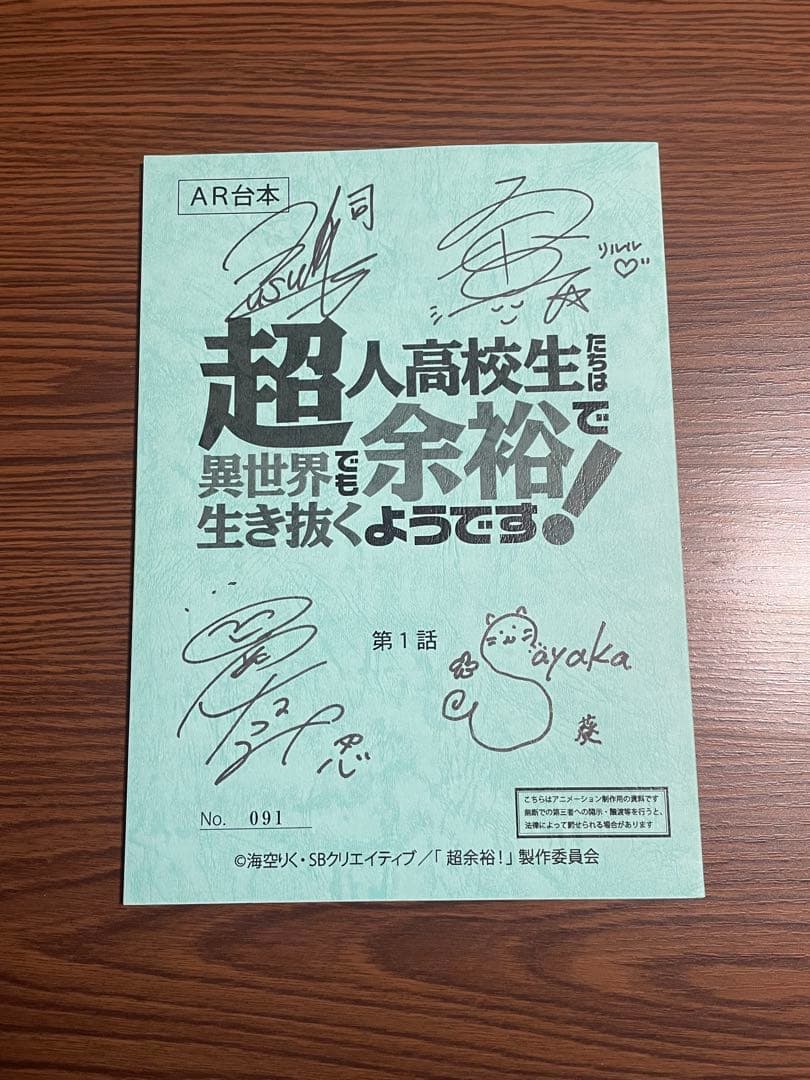 AR台本
司
リルル
超人高校生たちは
異世界でも余裕で
生き抜くようです!
第1話
Sayaka
葵
忍
No. 091
こちらはアニメーション制作用の資料です
無断での第三者への開示・譲渡等を行うと、
法律によって罰せられる場合があります
©海空りく・SBクリエイティブ/「超余裕!」製作委員会